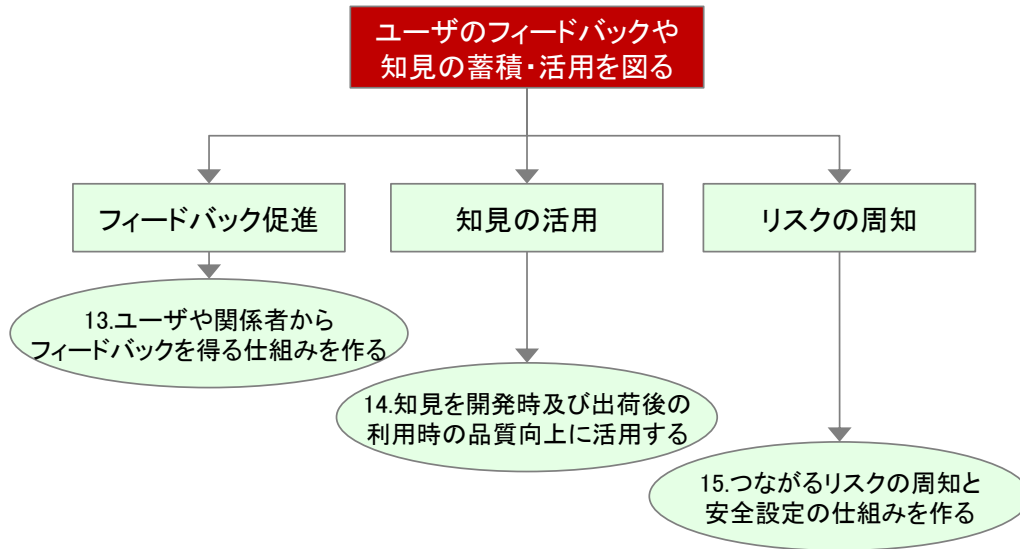 ユーザのフィードバックや
知見の蓄積・活用を図る
フィードバック促進
知見の活用
リスクの周知
13.ユーザや関係者から
フィードバックを得る仕組みを作る
14.知見を開発時及び出荷後の
利用時の品質向上に活用する
15.つながるリスクの周知と
安全設定の仕組みを作る